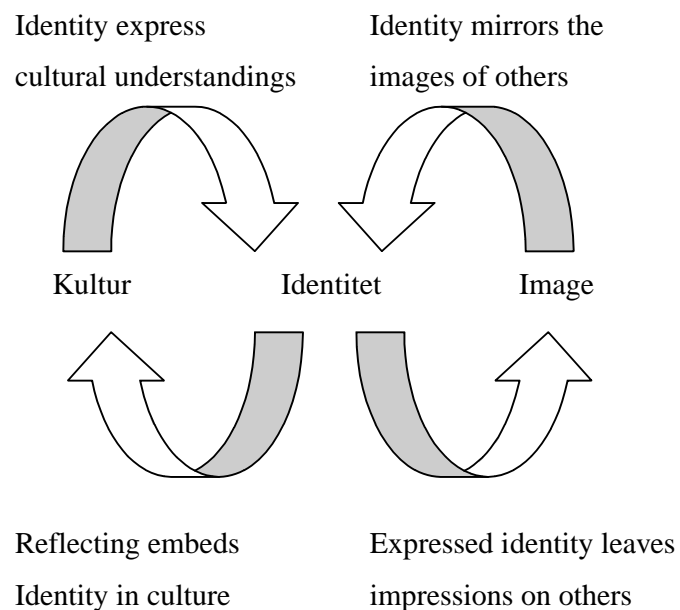 Identity express
cultural understandings
Identity mirrors the
images of others
Kultur
Identitet
Image
Reflecting embeds
Identity in culture
Expressed identity leaves
impressions on others